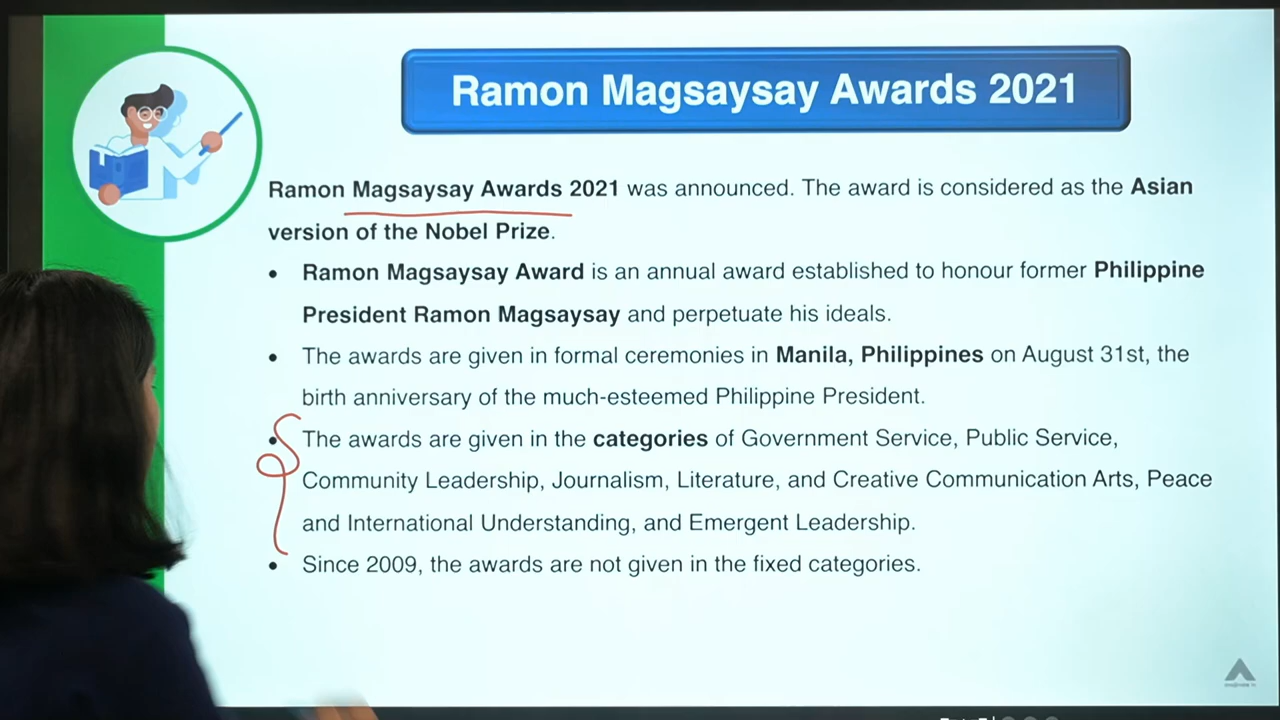 Ramon Magsaysay Awards 2021
Ramon Magsaysay Awards 2021 was announced. The award is considered as the Asian
version of the Nobel Prize.
• Ramon Magsaysay Award is an annual award established to honour former Philippine
President Ramon Magsaysay and perpetuate his ideals.
• The awards are given in formal ceremonies in Manila, Philippines on August 31st, the
birth anniversary of the much-esteemed Philippine President.
• The awards are given in the categories of Government Service, Public Service,
Community Leadership, Journalism, Literature, and Creative Communication Arts, Peace
and International Understanding, and Emergent Leadership.
• Since 2009, the awards are not given in the fixed categories.